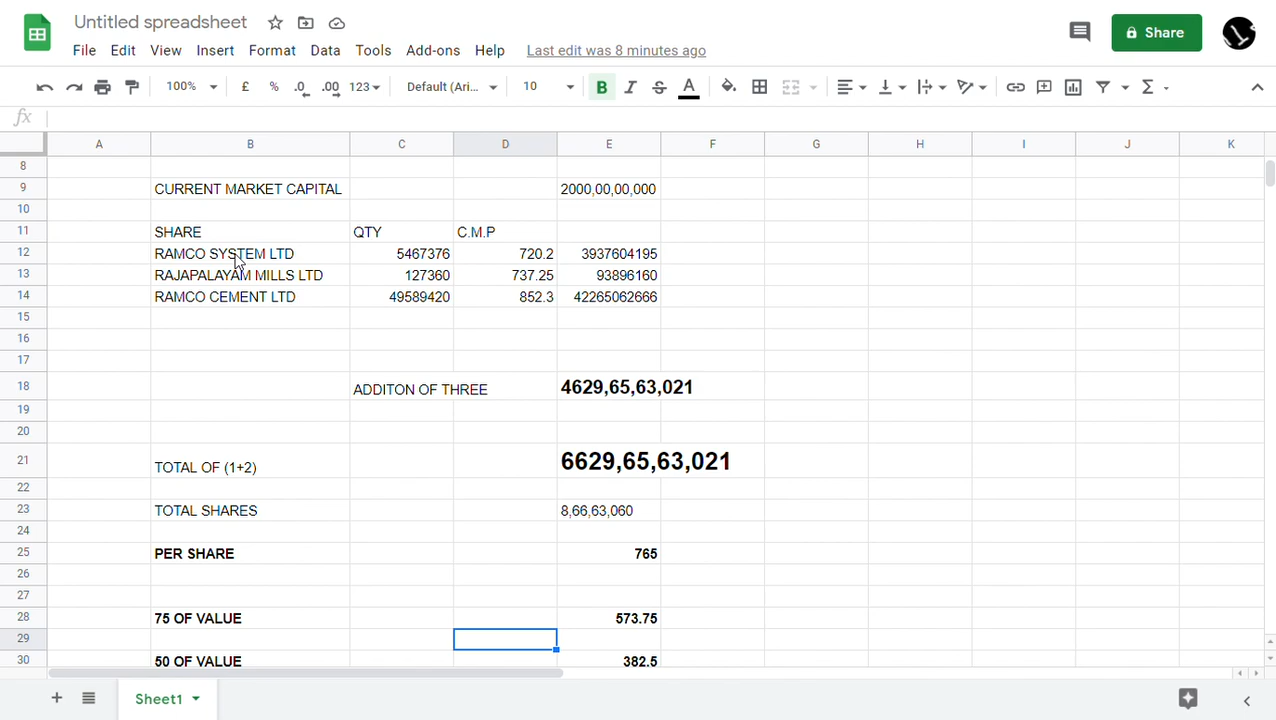 Untitled spreadsheet
File Edit View Insert Format Data Tools Add-ons Help Last edit was 8 minutes ago
Share
100% £ % .0 .00 123 Default (Ari... 10 B I S A Σ
fx
A B C D E F G H I J K
8
9 CURRENT MARKET CAPITAL 2000,00,00,000
10
11 SHARE QTY C.M.P
12 RAMCO SYSTEM LTD 5467376 720.2 3937604195
13 RAJAPALAYAM MILLS LTD 127360 737.25 93896160
14 RAMCO CEMENT LTD 49589420 852.3 42265062666
15
16
17
18 ADDITON OF THREE 4629,65,63,021
19
20
21 TOTAL OF (1+2) 6629,65,63,021
22
23 TOTAL SHARES 8,66,63,060
24
25 PER SHARE 765
26
27
28 75 OF VALUE 573.75
29
30 50 OF VALUE 382.5
Sheet1